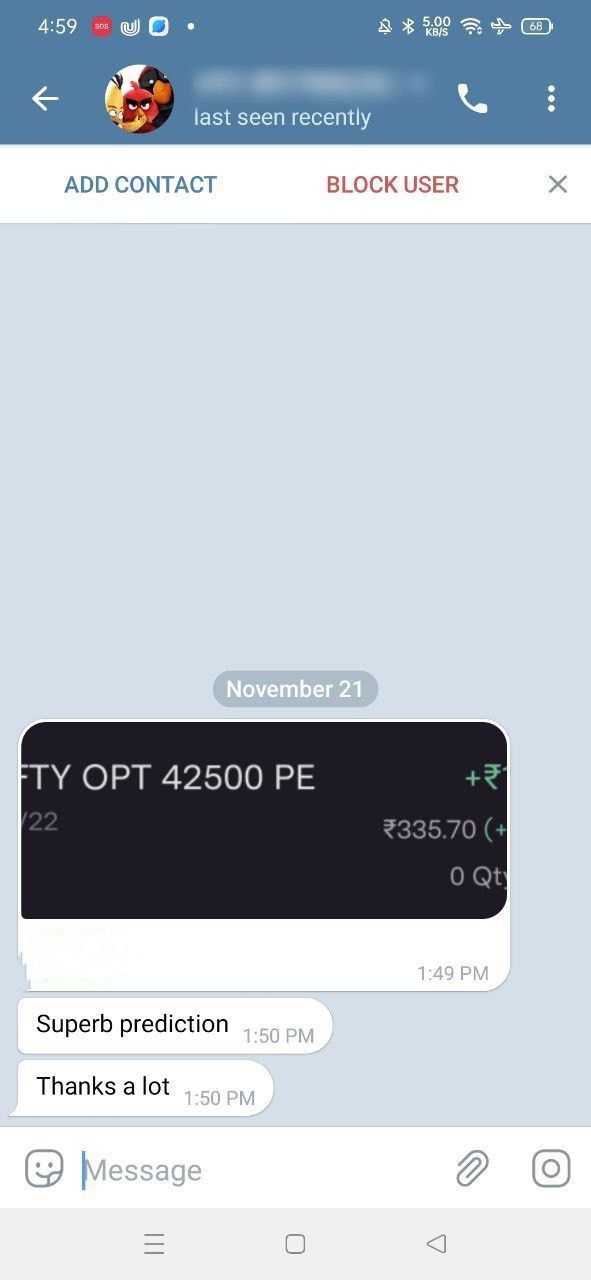 4:59 SOS 5.00 KB/S 68
last seen recently
ADD CONTACT BLOCK USER
November 21
FTY OPT 42500 PE +₹1
/22 ₹335.70 (+
0 Qty
1:49 PM
Superb prediction 1:50 PM
Thanks a lot 1:50 PM
Message